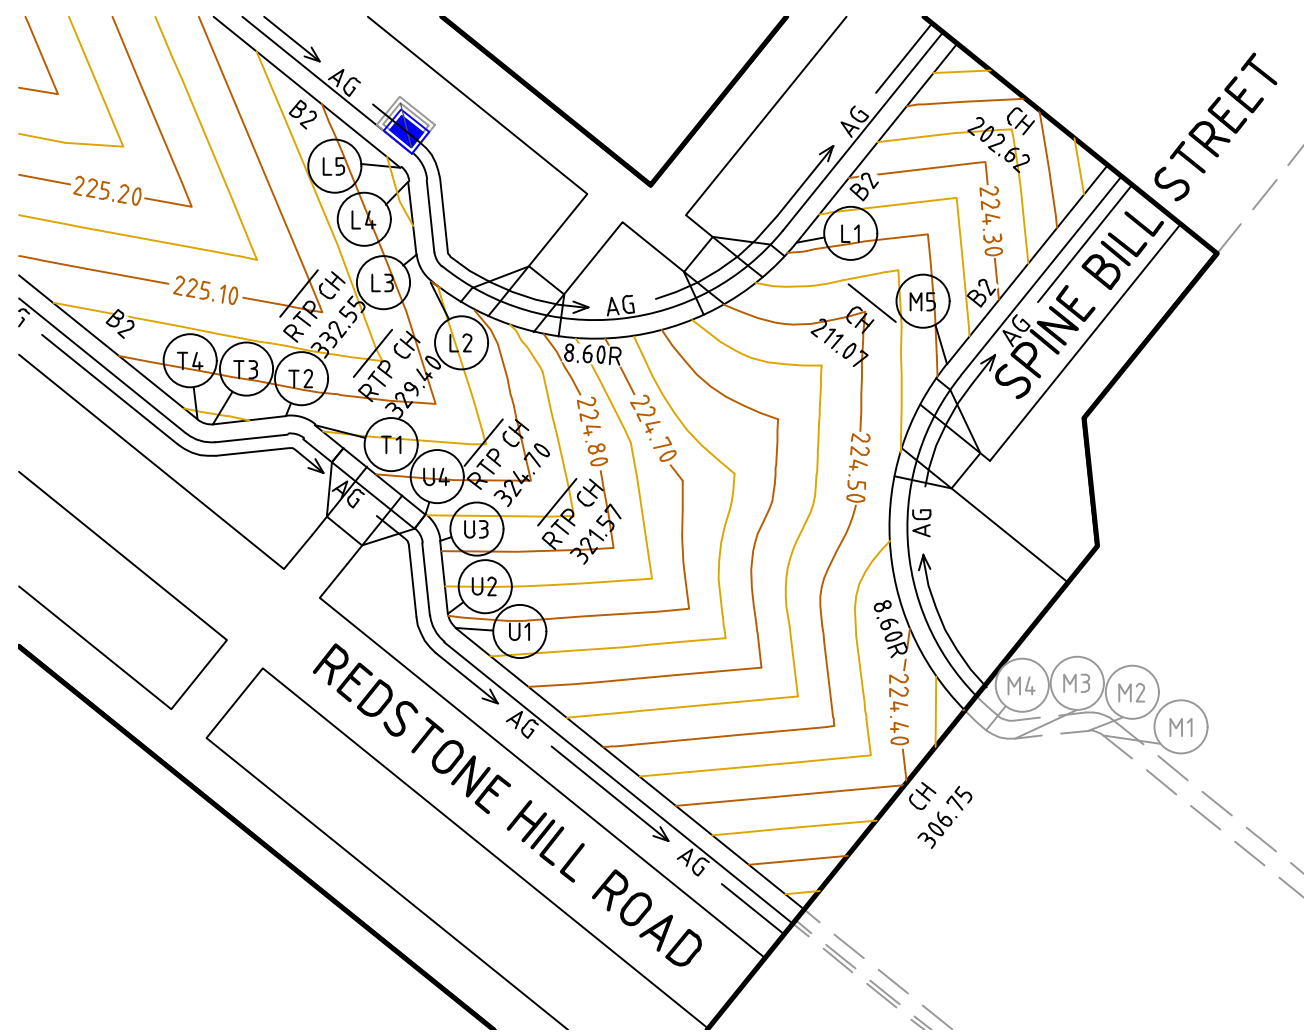 AG
B2
L5
AG
CH
202.62
STREET
225.20
L4
B2
L1
224.30
SPINE BILL
L3
225.10
RTP CH
332.55
AG
M5
B2
CH
211.07
AG
B2
T4
T3
T2
RTP CH
329.40
L2
8.60R
224.80
224.70
224.50
T1
U4
RTP CH
324.70
AG
U3
RTP CH
321.57
AG
U2
U1
8.60R
224.40
M4
M3
M2
M1
REDSTONE HILL ROAD
AG
CH
306.75
AG